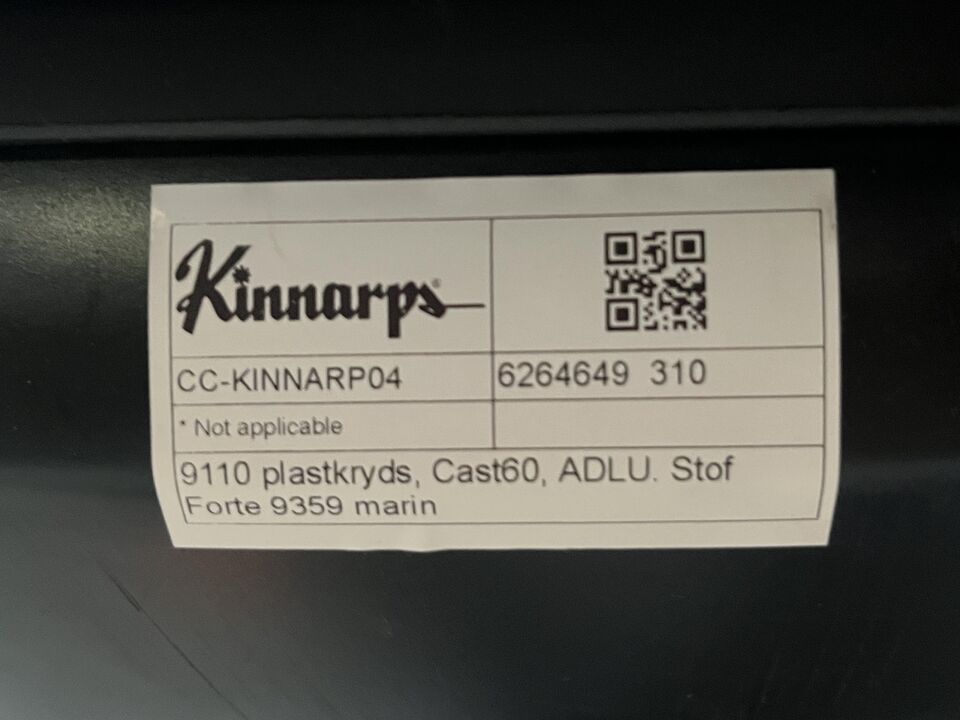 Kinnarps
CC-KINNARP04
6264649 310
* Not applicable
9110 plastkryds, Cast60, ADLU. Stof
Forte 9359 marin